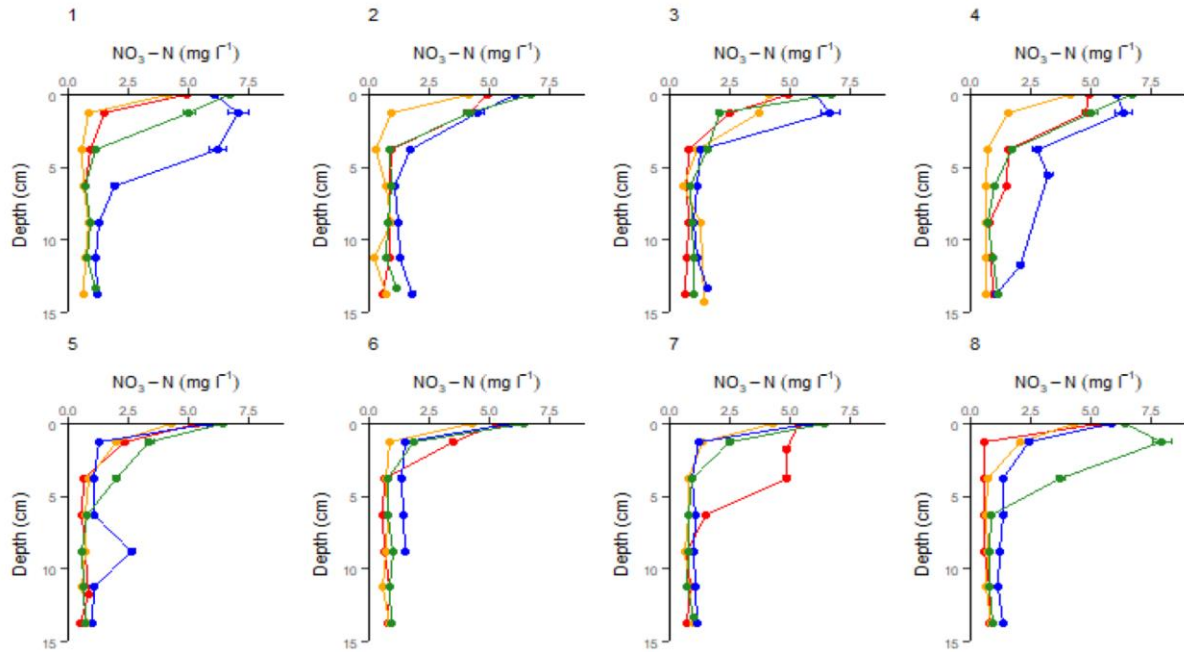 1 2 3 4
NO₃ – N (mg l⁻¹) NO₃ – N (mg l⁻¹) NO₃ – N (mg l⁻¹) NO₃ – N (mg l⁻¹)
0.0 2.5 5.0 7.5 0.0 2.5 5.0 7.5 0.0 2.5 5.0 7.5 0.0 2.5 5.0 7.5
0 0 0 0
5 5 5 5
Depth (cm) Depth (cm) Depth (cm) Depth (cm)
10 10 10 10
15 15 15 15
5 6 7 8
NO₃ – N (mg l⁻¹) NO₃ – N (mg l⁻¹) NO₃ – N (mg l⁻¹) NO₃ – N (mg l⁻¹)
0.0 2.5 5.0 7.5 0.0 2.5 5.0 7.5 0.0 2.5 5.0 7.5 0.0 2.5 5.0 7.5
0 0 0 0
5 5 5 5
Depth (cm) Depth (cm) Depth (cm) Depth (cm)
10 10 10 10
15 15 15 15